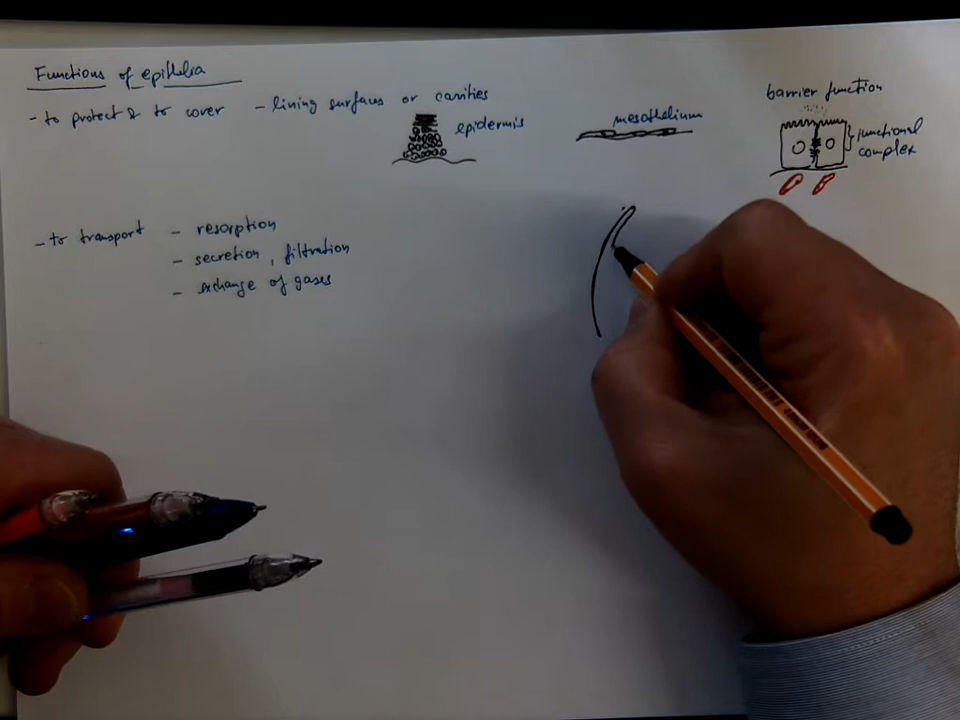 Functions of epithelia
- to protect & to cover - lining surfaces or cavities
epidermis
mesothelium
barrier function
junctional
complex
- to transport - resorption
- secretion, filtration
- exchange of gases